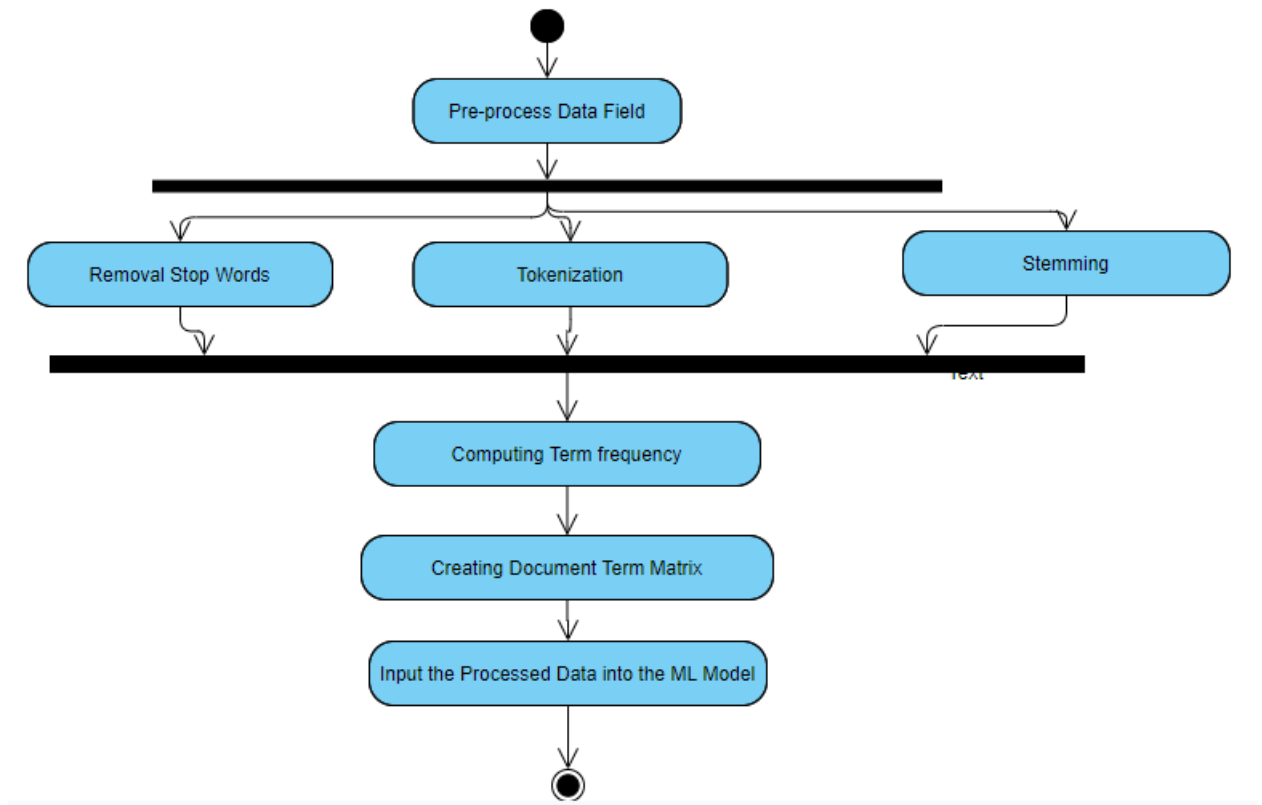 Pre-process Data Field
Removal Stop Words
Tokenization
Stemming
Text
Computing Term frequency
Creating Document Term Matrix
Input the Processed Data into the ML Model